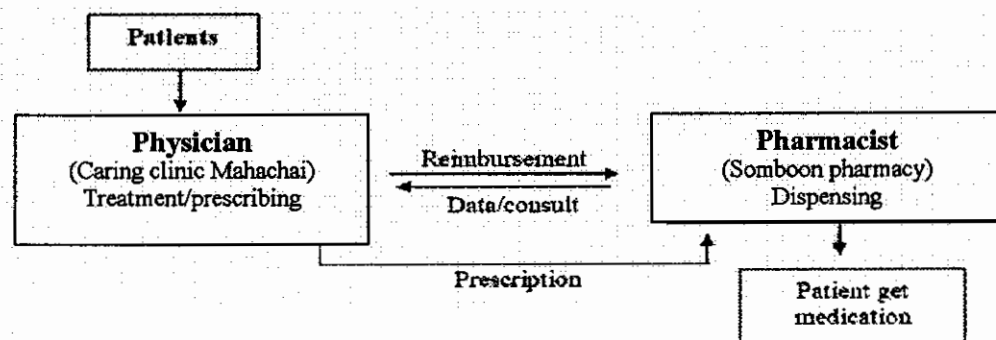 Patients
Physician
(Caring clinic Mahachai)
Treatment/prescribing
Reimbursement
Data/consult
Pharmacist
(Somboon pharmacy)
Dispensing
Prescription
Patient get
medication